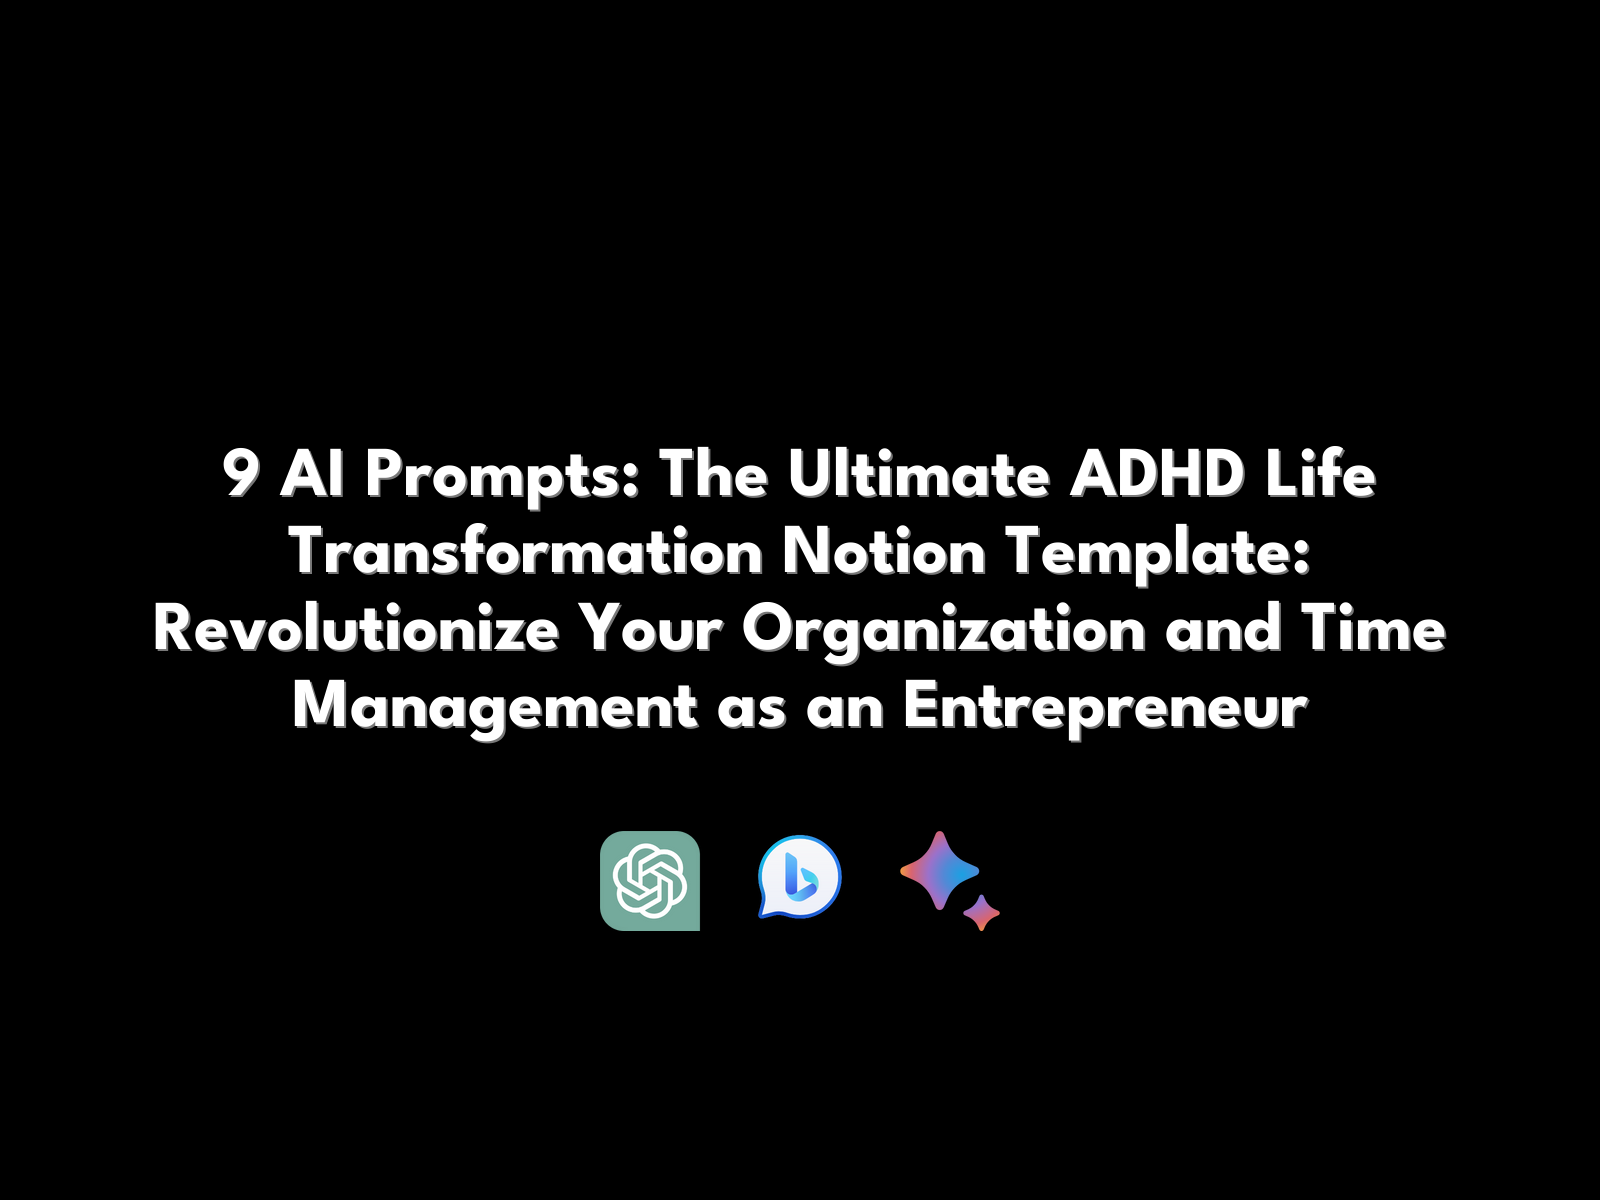 9 AI Prompts: The Ultimate ADHD Life
Transformation Notion Template:
Revolutionize Your Organization and Time
Management as an Entrepreneur